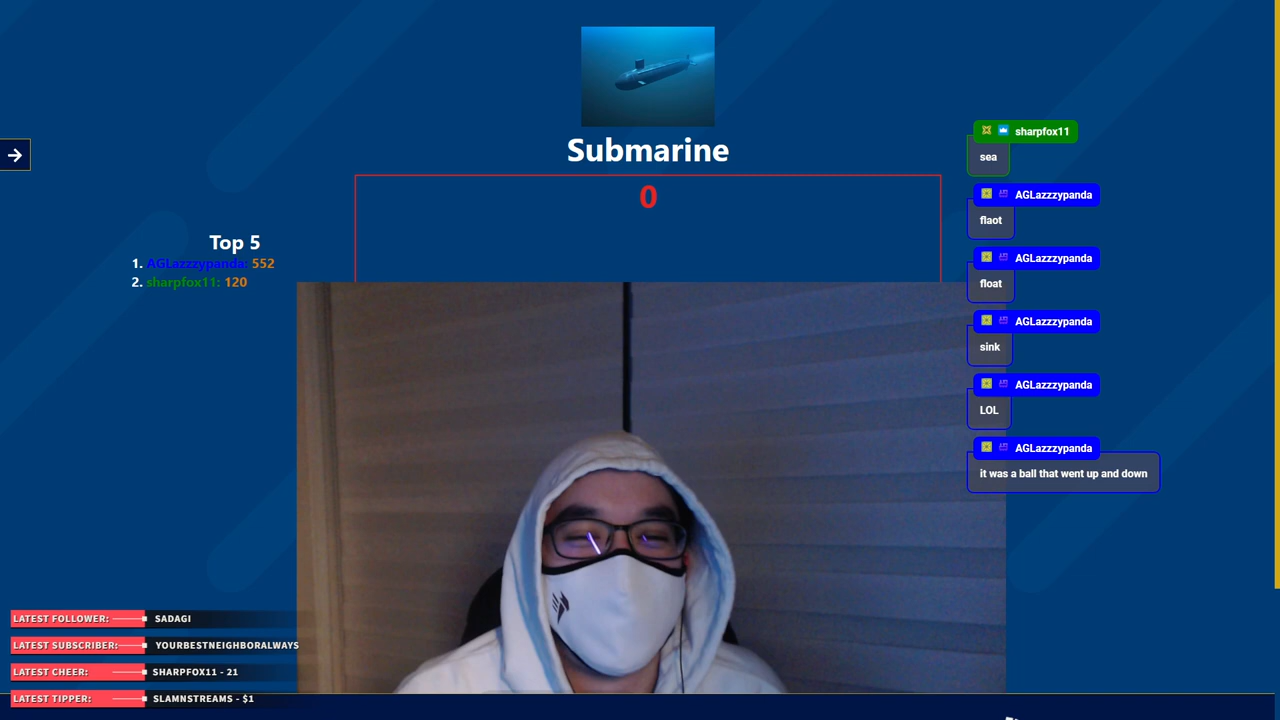 Submarine
0
Top 5
1. AGLazzzypanda: 552
2. sharpfox11: 120
sharpfox11
sea
AGLazzzypanda
flaot
AGLazzzypanda
float
AGLazzzypanda
sink
AGLazzzypanda
LOL
AGLazzzypanda
it was a ball that went up and down
LATEST FOLLOWER: SADAGI
LATEST SUBSCRIBER: YOURBESTNEIGHBORALWAYS
LATEST CHEER: SHARPFOX11 - 21
LATEST TIPPER: SLAMNSTREAMS - $1